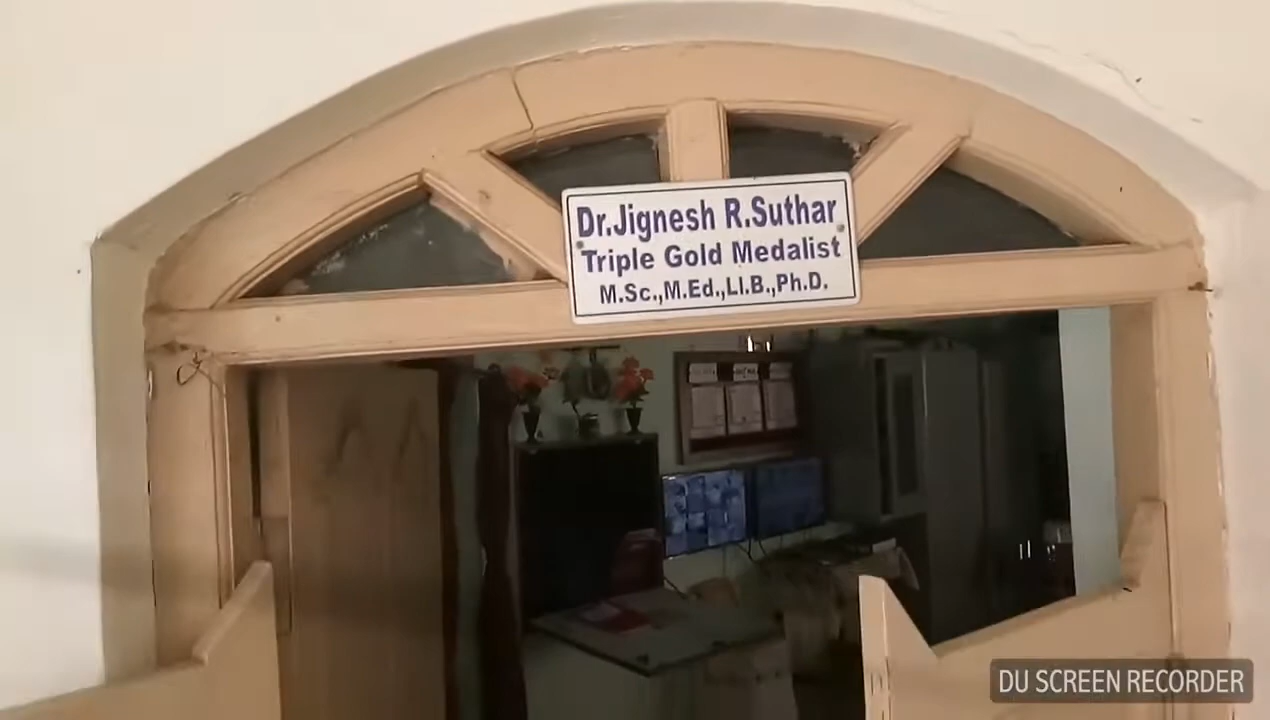 Dr.Jignesh R.Suthar
Triple Gold Medalist
M.Sc.,M.Ed.,Ll.B.,Ph.D.
DU SCREEN RECORDER